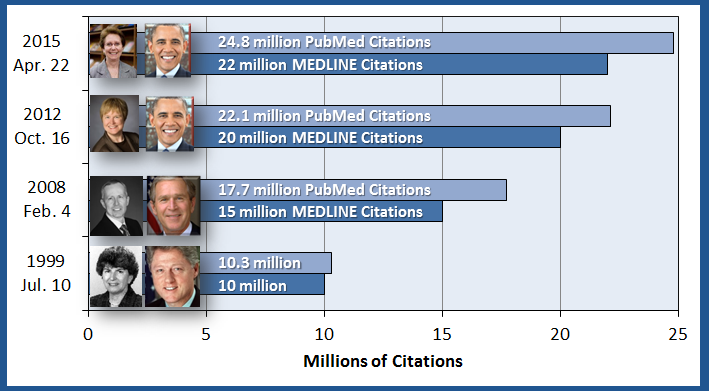 2015
Apr. 22
24.8 million PubMed Citations
22 million MEDLINE Citations
2012
Oct. 16
22.1 million PubMed Citations
20 million MEDLINE Citations
2008
Feb. 4
17.7 million PubMed Citations
15 million MEDLINE Citations
1999
Jul. 10
10.3 million
10 million
0 5 10 15 20 25
Millions of Citations